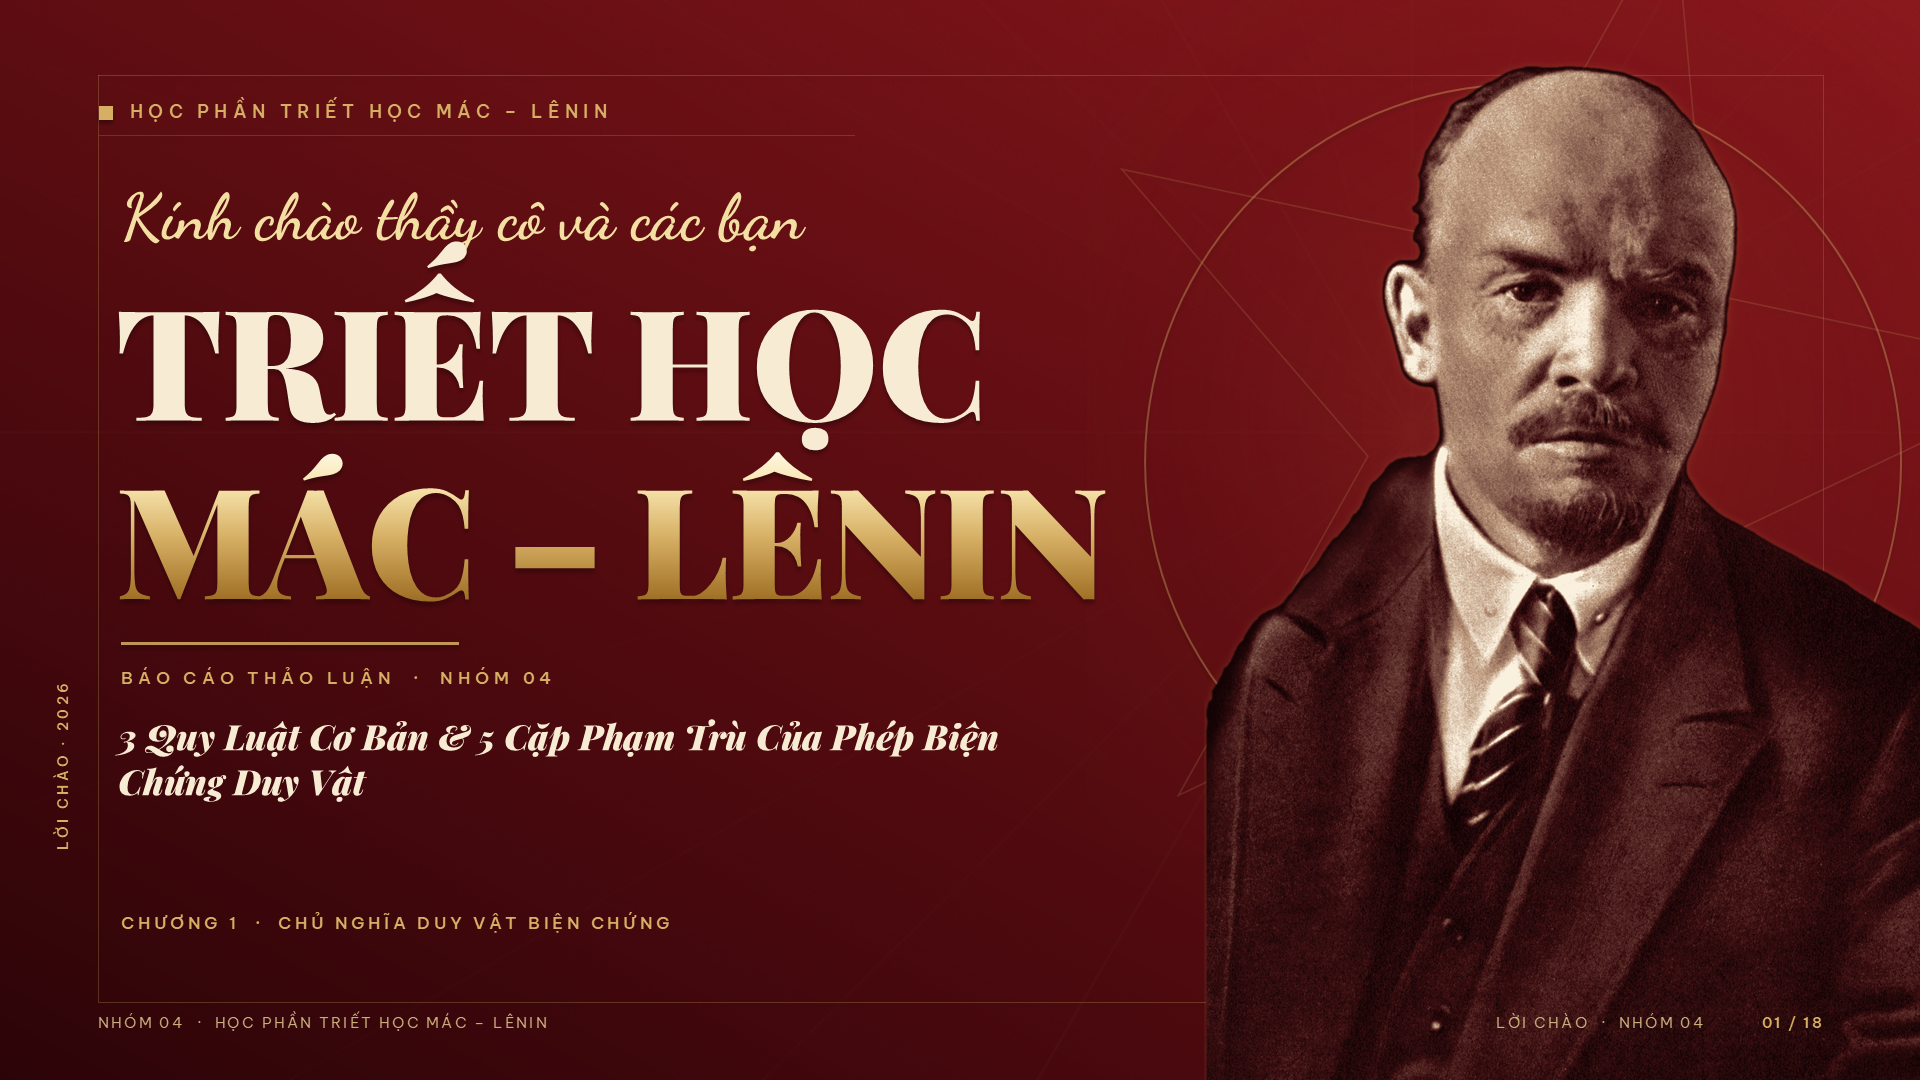 HỌC PHẦN TRIẾT HỌC MÁC – LÊNIN
Kính chào thầy cô và các bạn
TRIẾT HỌC
MÁC – LÊNIN
BÁO CÁO THẢO LUẬN · NHÓM 04
3 Quy Luật Cơ Bản & 5 Cặp Phạm Trù Của Phép Biện
Chứng Duy Vật
LỜI CHÀO · 2026
CHƯƠNG 1 · CHỦ NGHĨA DUY VẬT BIỆN CHỨNG
NHÓM 04 · HỌC PHẦN TRIẾT HỌC MÁC – LÊNIN
LỜI CHÀO · NHÓM 04
01 / 18